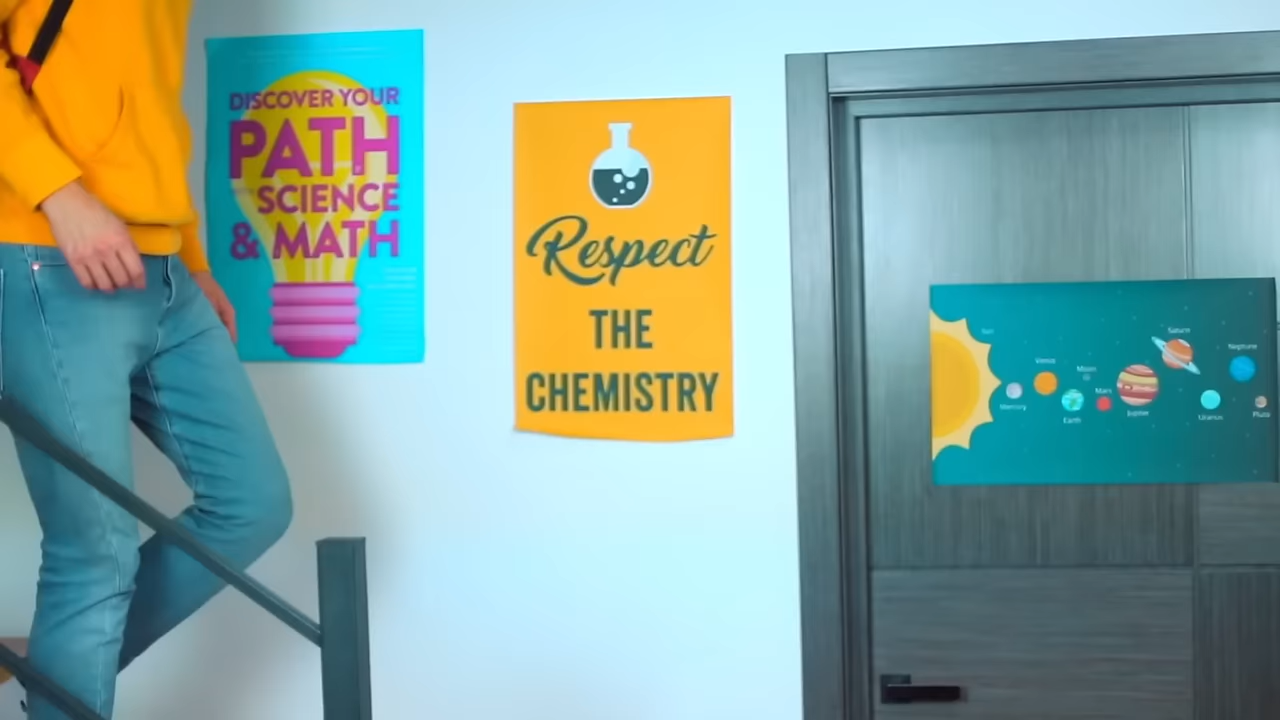 DISCOVER YOUR
PATH
SCIENCE
& MATH
Respect
THE
CHEMISTRY
Sun
Mercury
Venus
Earth
Moon
Mars
Jupiter
Saturn
Uranus
Neptune
Pluto